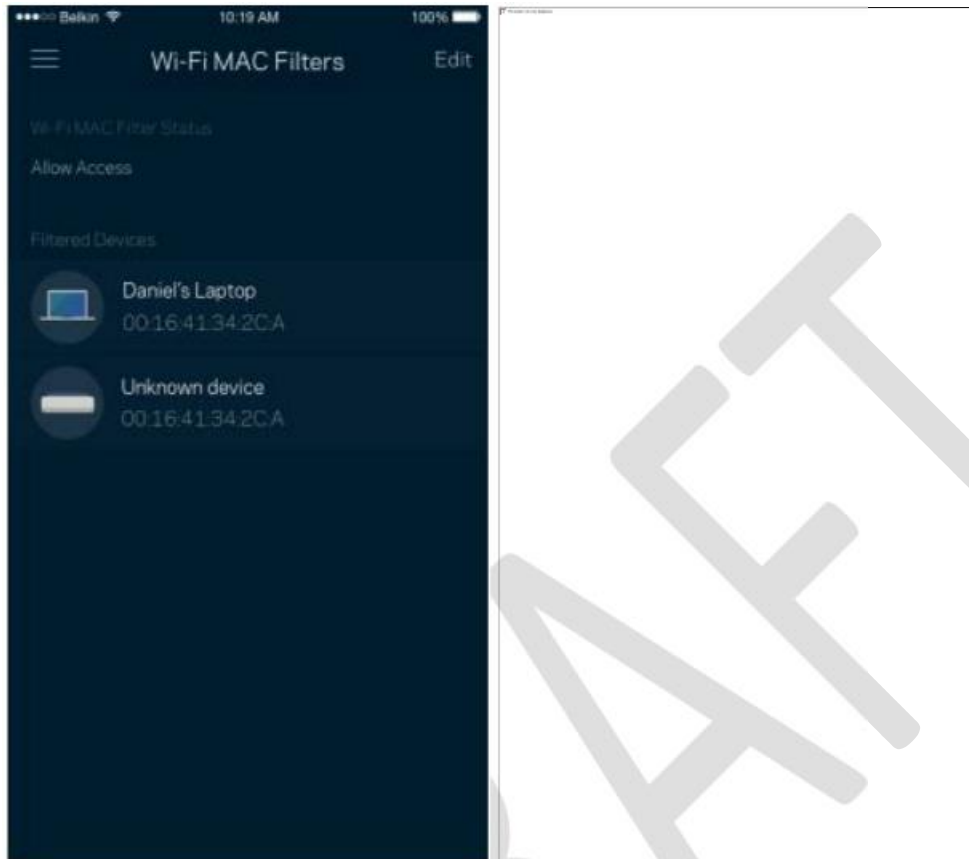 Belkin 10:19 AM 100%
Wi-Fi MAC Filters Edit
Wi-Fi MAC Filter Status
Allow Access
Filtered Devices
Daniel's Laptop
00:16:41:34:2C:A
Unknown device
00:16:41:34:2C:A
RAFT